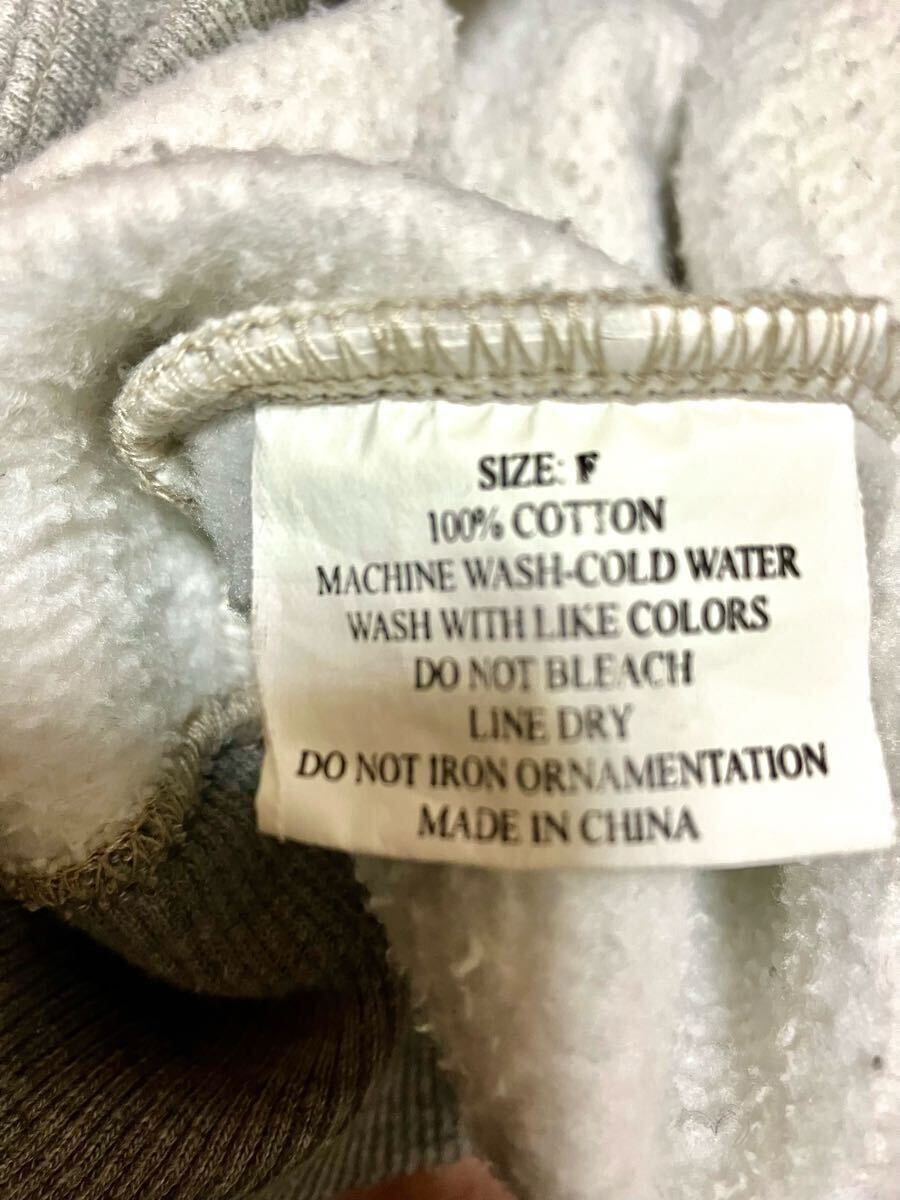 SIZE: F
100% COTTON
MACHINE WASH-COLD WATER
WASH WITH LIKE COLORS
DO NOT BLEACH
LINE DRY
DO NOT IRON ORNAMENTATION
MADE IN CHINA